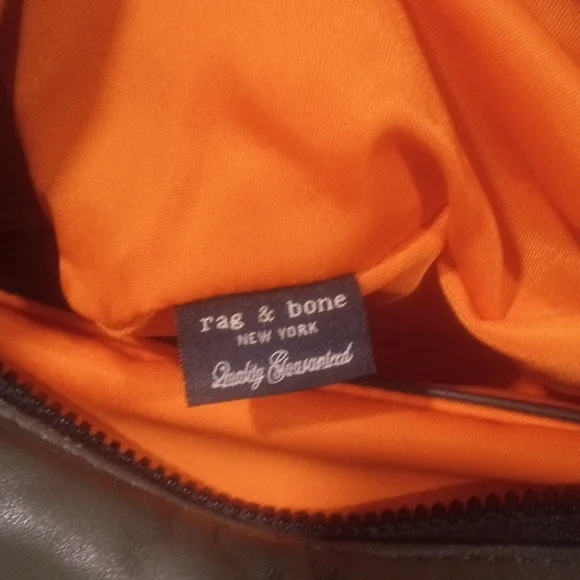 rag & bone
NEW YORK
Quality Guaranteed